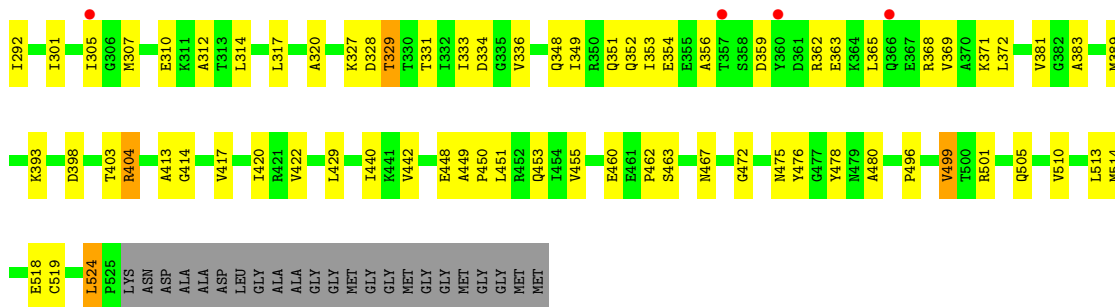 I292 I301 I305 G306 M307 E310 K311 A312 T313 L314 L317 A320 K327 D328 T329 T330 T331 I332 I333 D334 G335 V336 Q348 I349 R350 Q351 Q352 I353 E354 E355 A356 T357 S358 D359 Y360 D361 R362 E363 K364 L365 Q366 E367 R368 V369 A370 K371 L372 V381 G382 A383 M389
K393 D398 T403 R404 A413 G414 V417 I420 R421 V422 L429 I440 K441 V442 E448 A449 P450 L451 R452 Q453 I454 V455 E460 E461 P462 S463 N467 G472 N475 Y476 G477 Y478 N479 A480 P496 V499 T500 R501 Q505 V510 L513 M514
E518 C519 L524 P525 LYS ASN ASP ALA ALA ASP LEU GLY ALA ALA GLY GLY MET GLY GLY MET GLY GLY MET GLY GLY MET MET